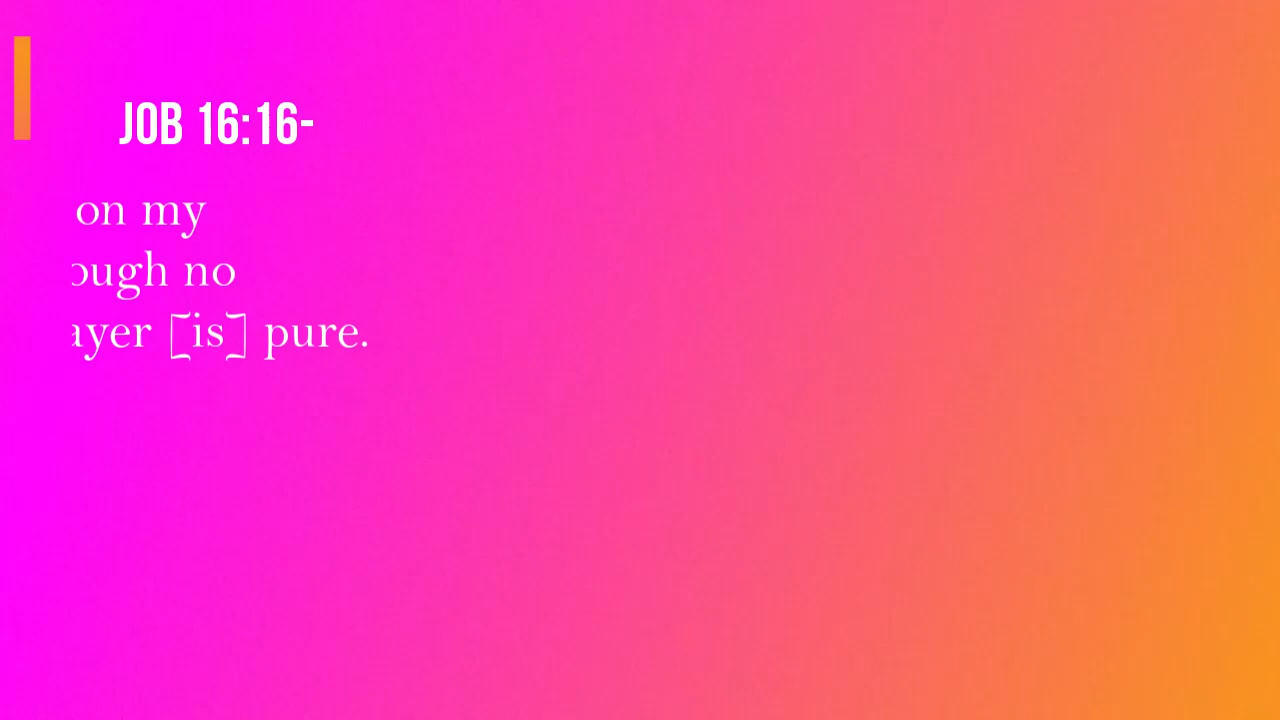 JOB 16:16-
on my
ough no
ayer [is] pure.